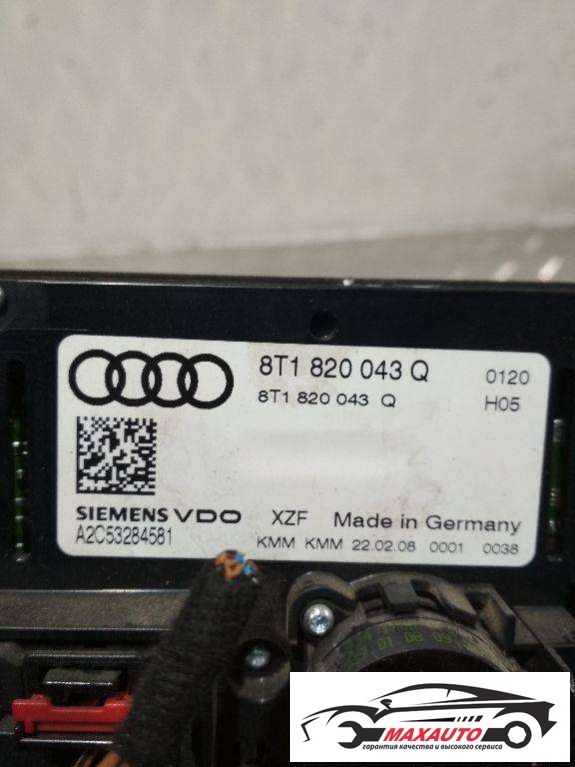 8T1 820 043 Q 0120
8T1 820 043 Q H05
SIEMENS VDO XZF Made in Germany
A2C53284581
KMM KMM 22.02.08 0001 0038
MAXAUTO
гарантия качества и высокого сервиса